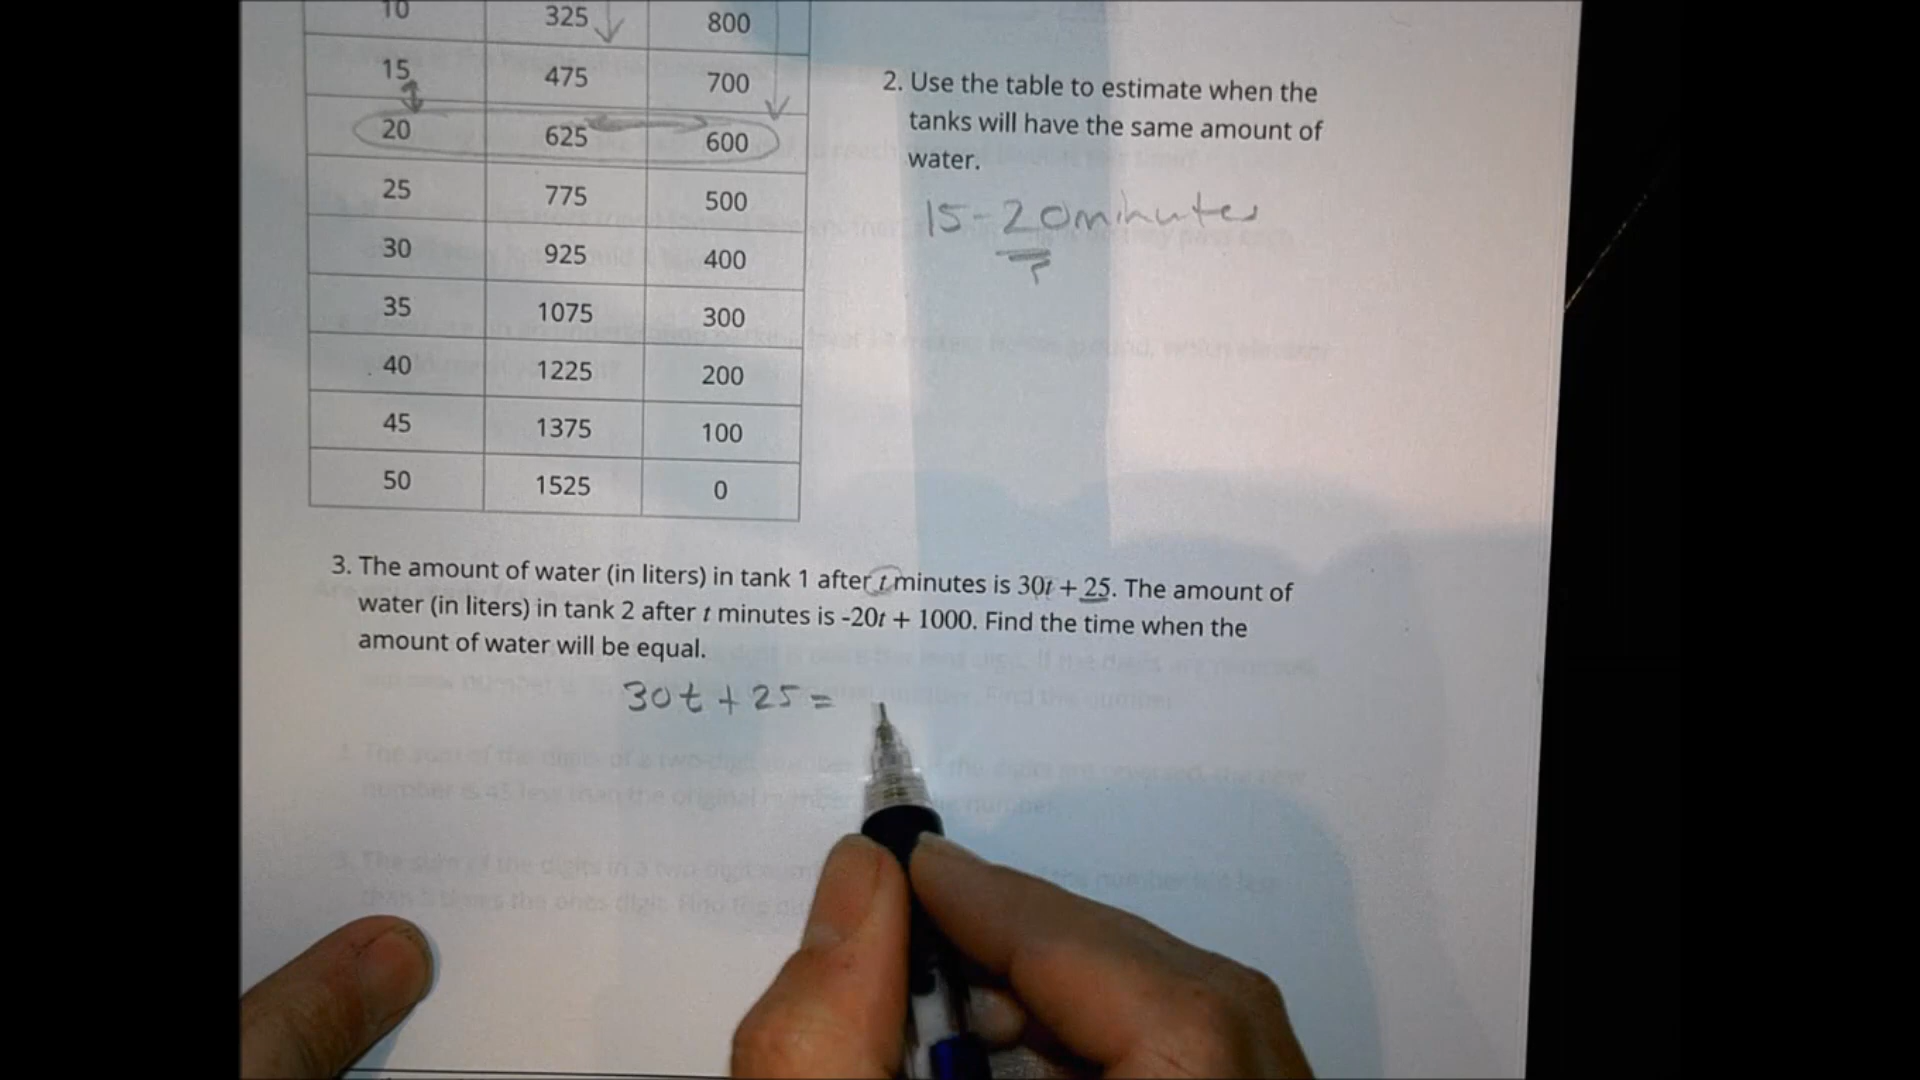 10 325 800
15 475 700
20 625 600
25 775 500
30 925 400
35 1075 300
40 1225 200
45 1375 100
50 1525 0
2. Use the table to estimate when the
tanks will have the same amount of
water.
15-20minutes
3. The amount of water (in liters) in tank 1 after t minutes is 30t + 25. The amount of
water (in liters) in tank 2 after t minutes is -20t + 1000. Find the time when the
amount of water will be equal.
30t + 25 =